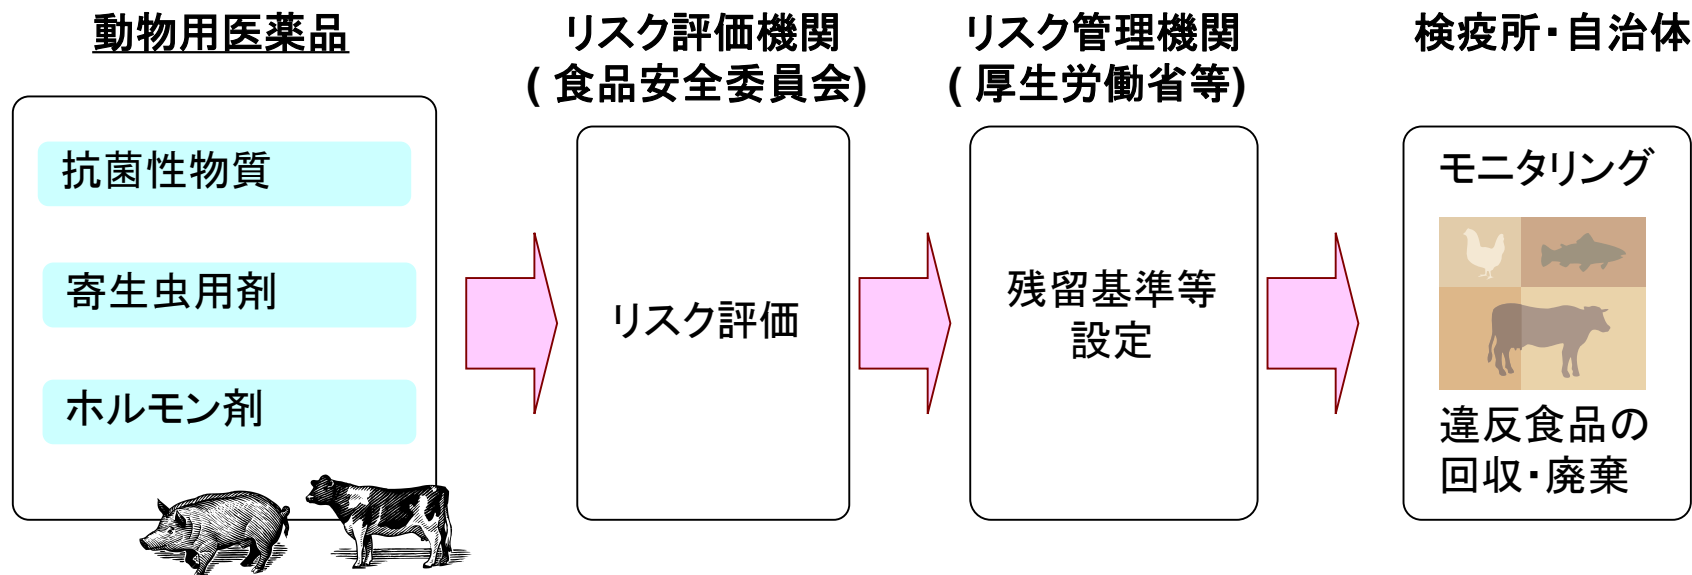 動物用医薬品
抗菌性物質
寄生虫用剤
ホルモン剤
リスク評価機関
( 食品安全委員会)
リスク評価
リスク管理機関
( 厚生労働省等)
残留基準等
設定
検疫所・自治体
モニタリング
違反食品の
回収・廃棄